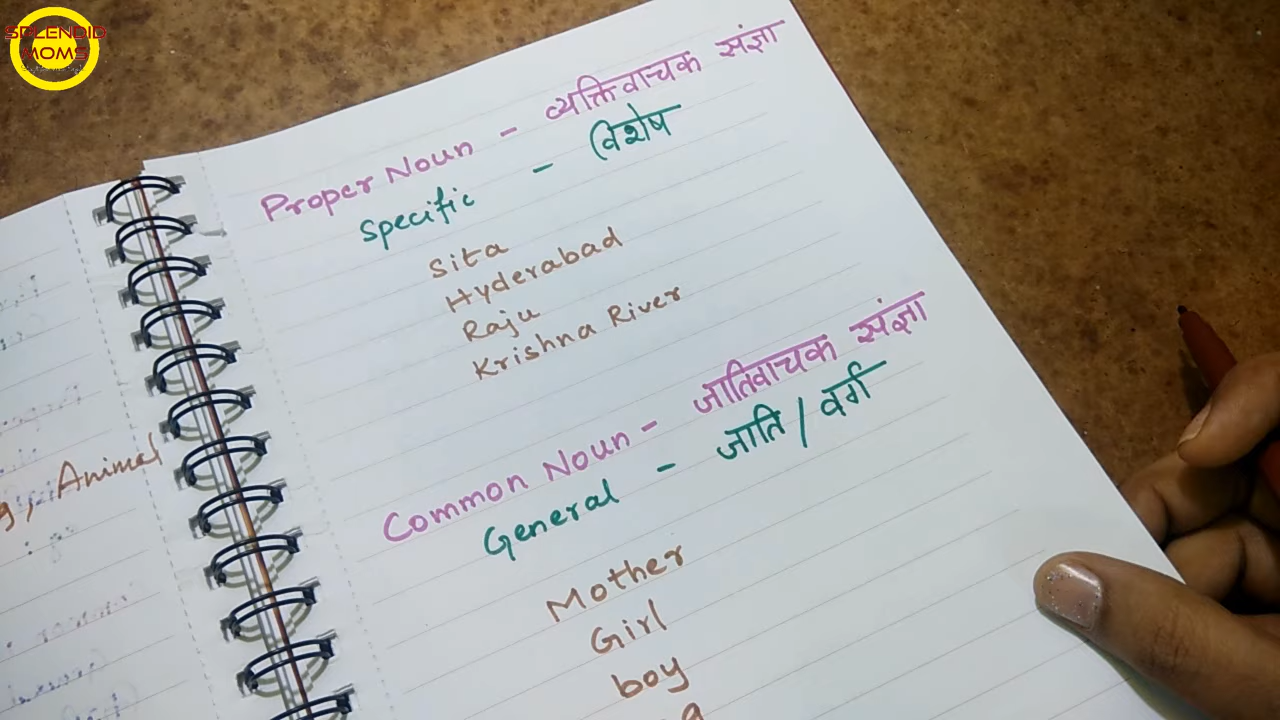 SPLENDID
MOMS
Proper Noun - व्यक्तिवाचक संज्ञा
Specific - विशेष
Sita
Hyderabad
Raju
Krishna River
Common Noun - जातिवाचक संज्ञा
General - जाति / वर्ग
Mother
Girl
boy
Animal